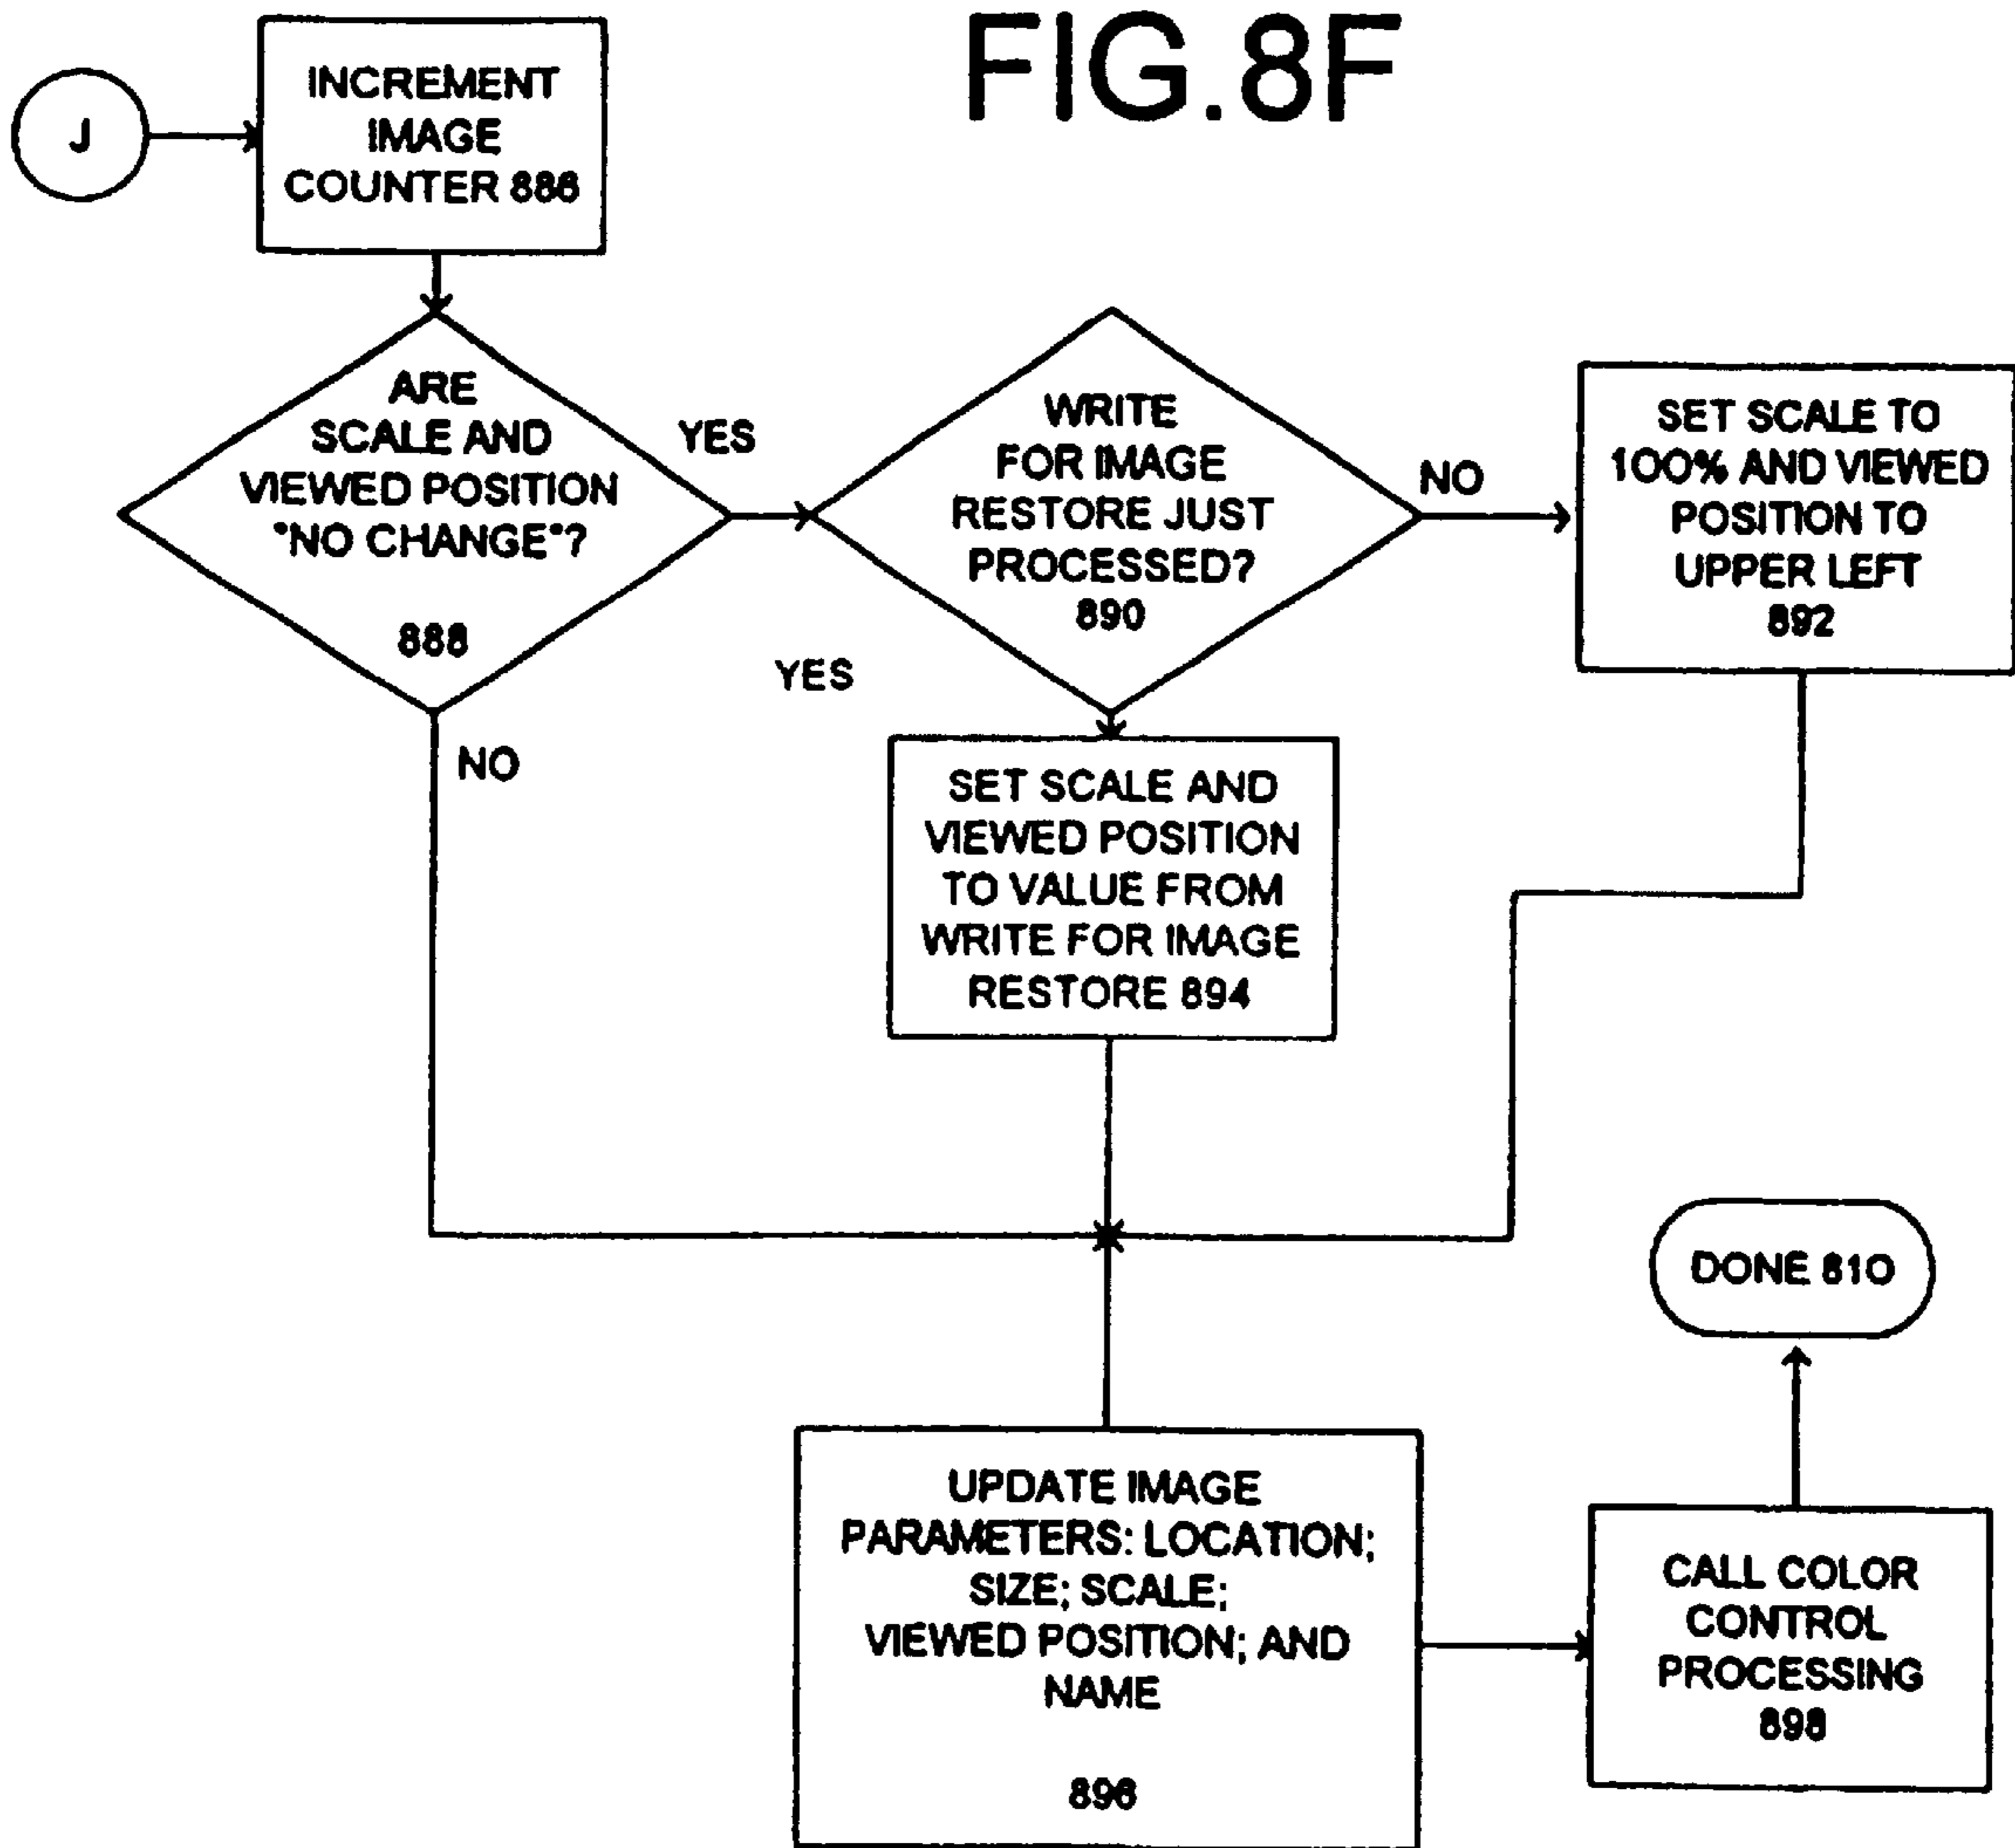 FIG.8F
J
INCREMENT
IMAGE
COUNTER 886
ARE
SCALE AND
VIEWED POSITION
"NO CHANGE"?
888
YES
NO
WRITE
FOR IMAGE
RESTORE JUST
PROCESSED?
890
NO
YES
SET SCALE TO
100% AND VIEWED
POSITION TO
UPPER LEFT
892
SET SCALE AND
VIEWED POSITION
TO VALUE FROM
WRITE FOR IMAGE
RESTORE 894
UPDATE IMAGE
PARAMETERS: LOCATION;
SIZE; SCALE;
VIEWED POSITION; AND
NAME
896
CALL COLOR
CONTROL
PROCESSING
898
DONE 810